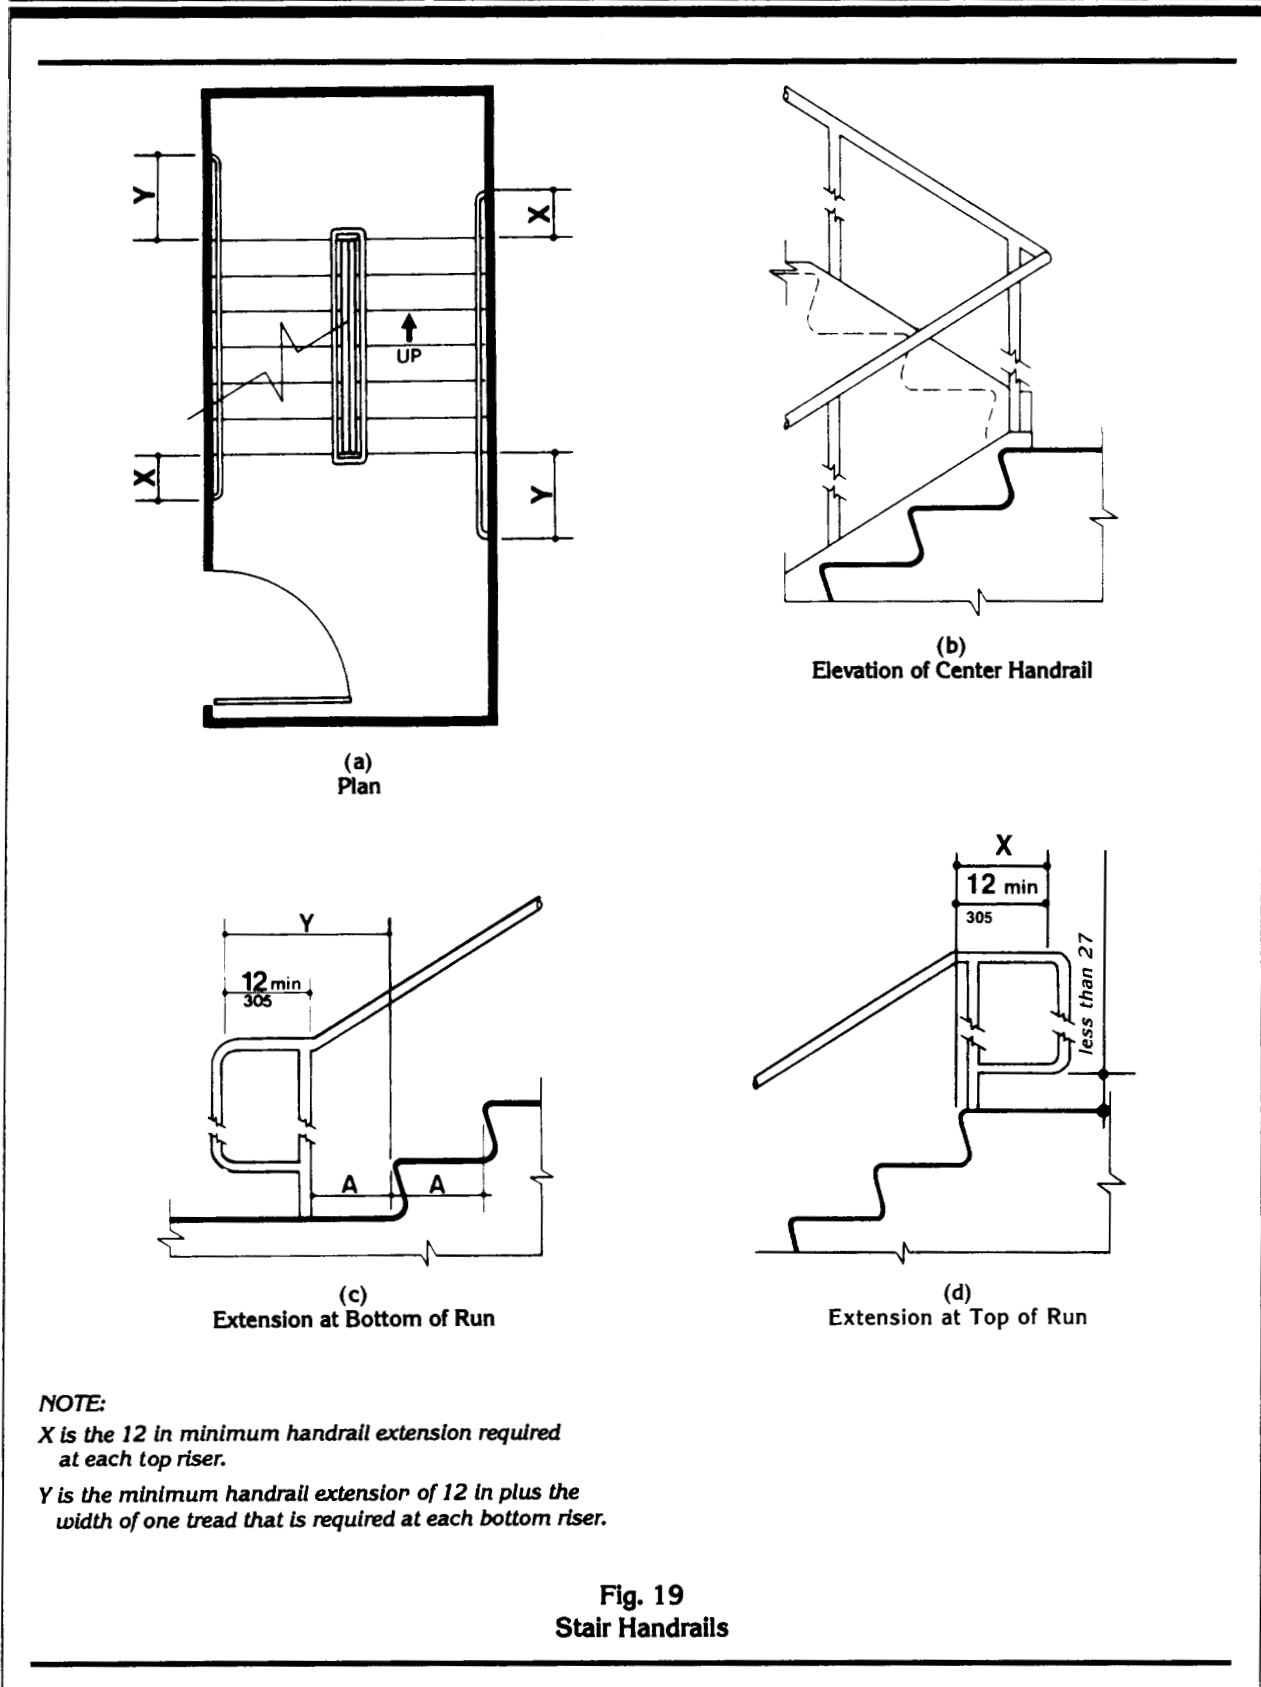 Y
X
UP
X
Y
(a)
Plan
(b)
Elevation of Center Handrail
Y
12 min
305
A
A
(c)
Extension at Bottom of Run
X
12 min
305
less than 27
(d)
Extension at Top of Run
NOTE:
X is the 12 in minimum handrail extension required
at each top riser.
Y is the minimum handrail extension of 12 in plus the
width of one tread that is required at each bottom riser.
Fig. 19
Stair Handrails